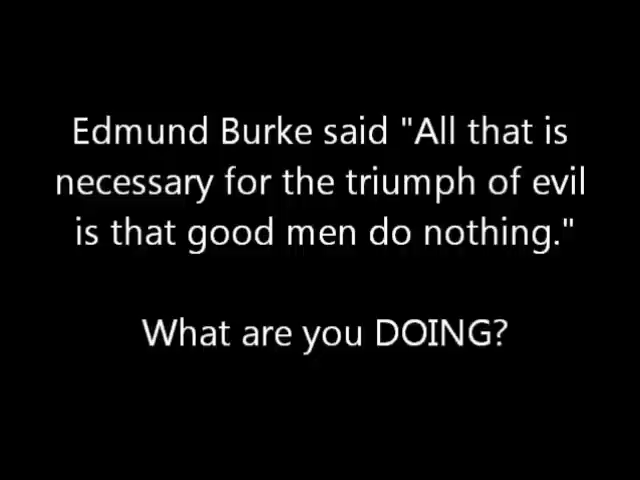 Edmund Burke said "All that is
necessary for the triumph of evil
is that good men do nothing."
What are you DOING?